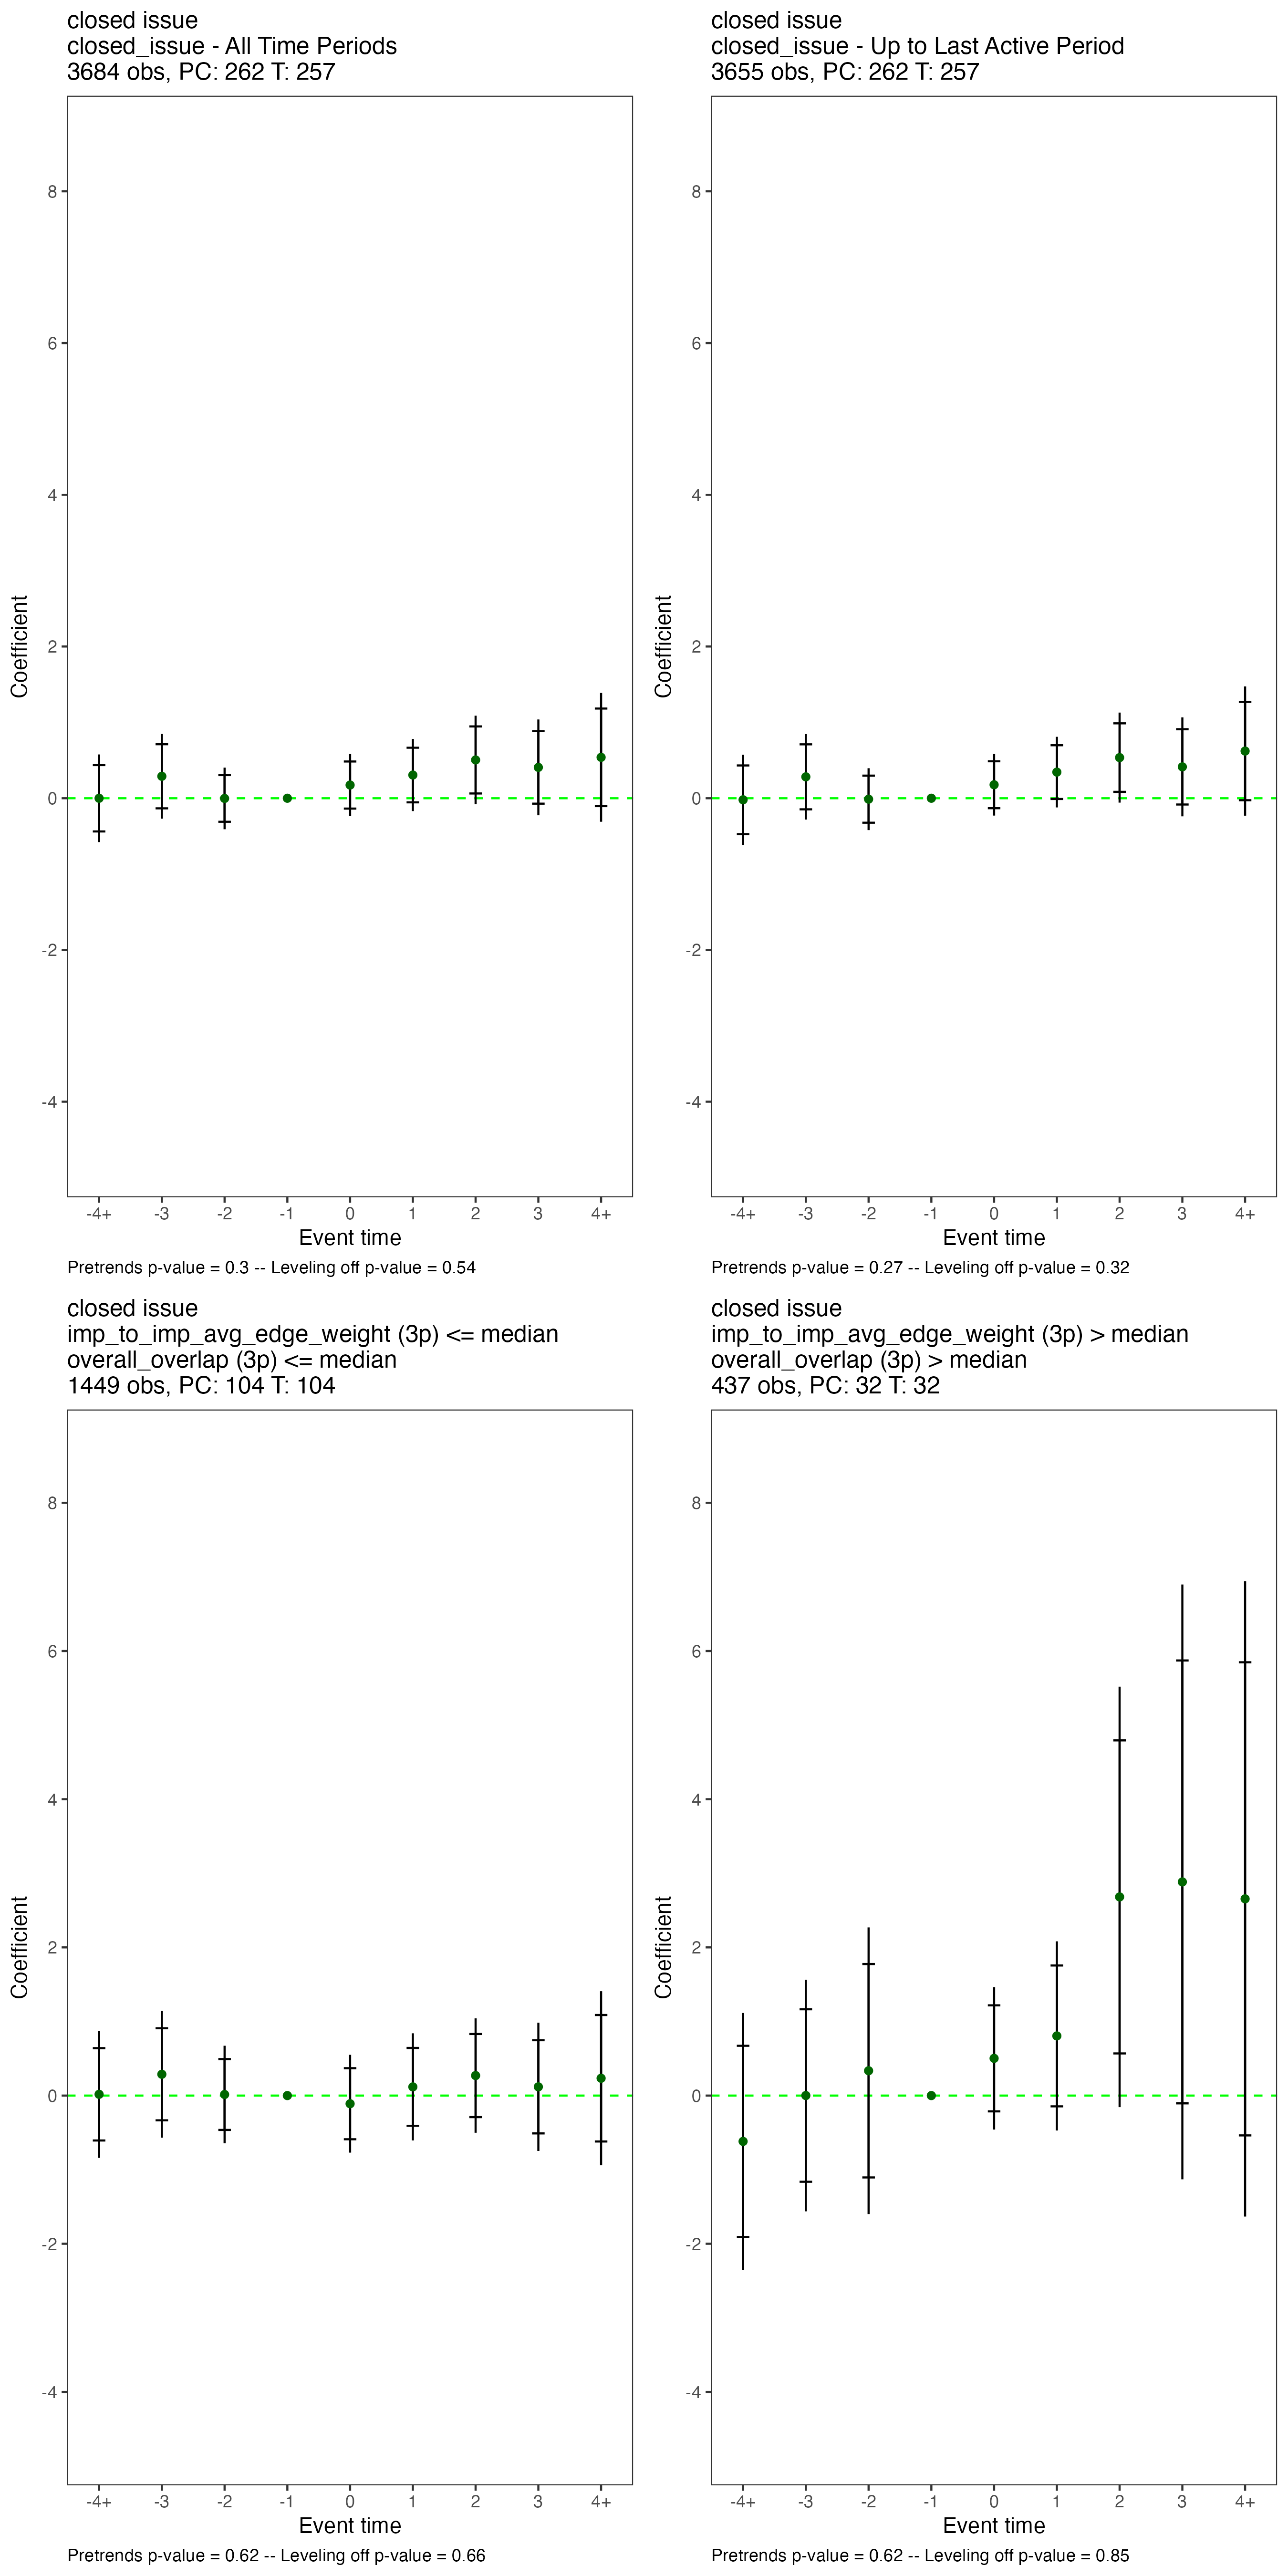 closed issue
closed_issue - All Time Periods
3684 obs, PC: 262 T: 257
Coefficient
8
6
4
2
0
-2
-4
-4+ -3 -2 -1 0 1 2 3 4+
Event time
Pretrends p-value = 0.3 -- Leveling off p-value = 0.54
closed issue
closed_issue - Up to Last Active Period
3655 obs, PC: 262 T: 257
Coefficient
8
6
4
2
0
-2
-4
-4+ -3 -2 -1 0 1 2 3 4+
Event time
Pretrends p-value = 0.27 -- Leveling off p-value = 0.32
closed issue
imp_to_imp_avg_edge_weight (3p) <= median
overall_overlap (3p) <= median
1449 obs, PC: 104 T: 104
Coefficient
8
6
4
2
0
-2
-4
-4+ -3 -2 -1 0 1 2 3 4+
Event time
Pretrends p-value = 0.62 -- Leveling off p-value = 0.66
closed issue
imp_to_imp_avg_edge_weight (3p) > median
overall_overlap (3p) > median
437 obs, PC: 32 T: 32
Coefficient
8
6
4
2
0
-2
-4
-4+ -3 -2 -1 0 1 2 3 4+
Event time
Pretrends p-value = 0.62 -- Leveling off p-value = 0.85